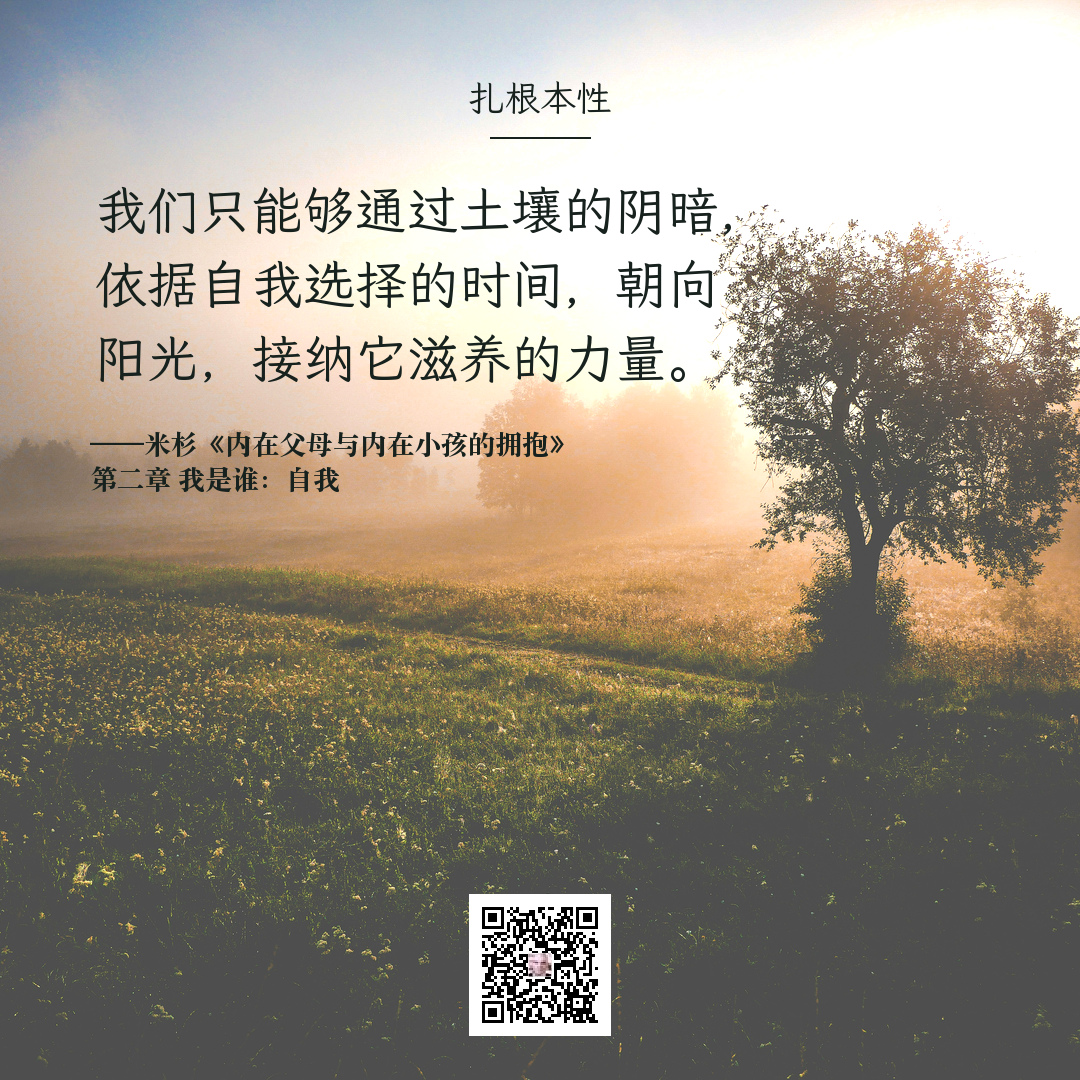 扎根本性
我们只能够通过土壤的阴暗，
依据自我选择的时间，朝向
阳光，接纳它滋养的力量。
——米杉《内在父母与内在小孩的拥抱》
第二章 我是谁：自我